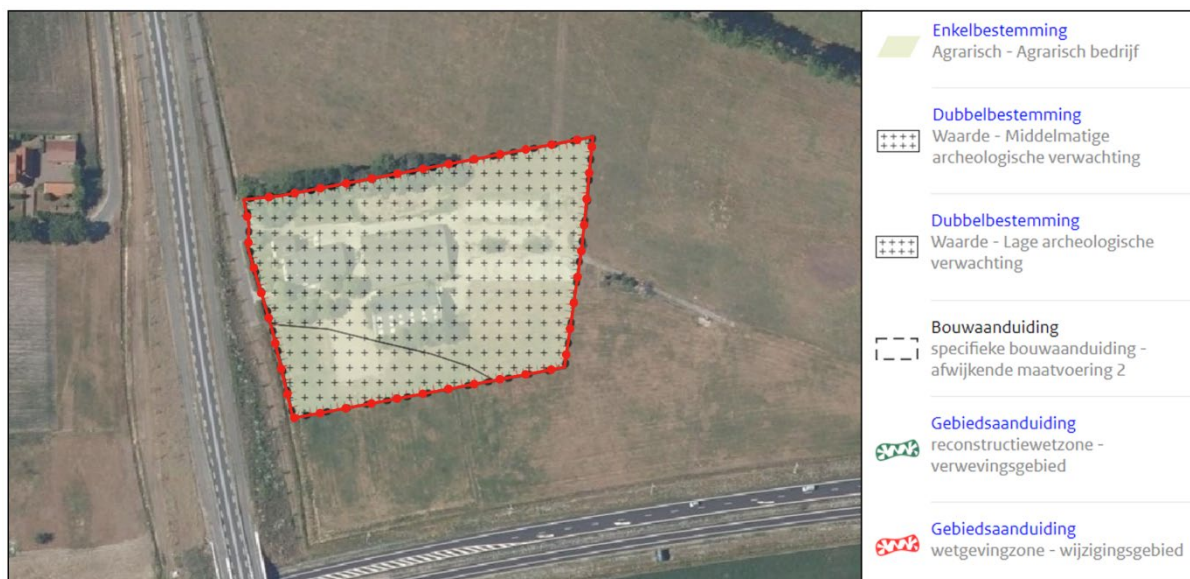 Enkelbestemming
Agrarisch - Agrarisch bedrijf
Dubbelbestemming
Waarde - Middelmatige
archeologische verwachting
Dubbelbestemming
Waarde - Lage archeologische
verwachting
Bouwaanduiding
specifieke bouwaanduiding -
afwijkende maatvoering 2
Gebiedsaanduiding
reconstructiewetzone -
verwevingsgebied
Gebiedsaanduiding
wetgevingzone - wijzigingsgebied